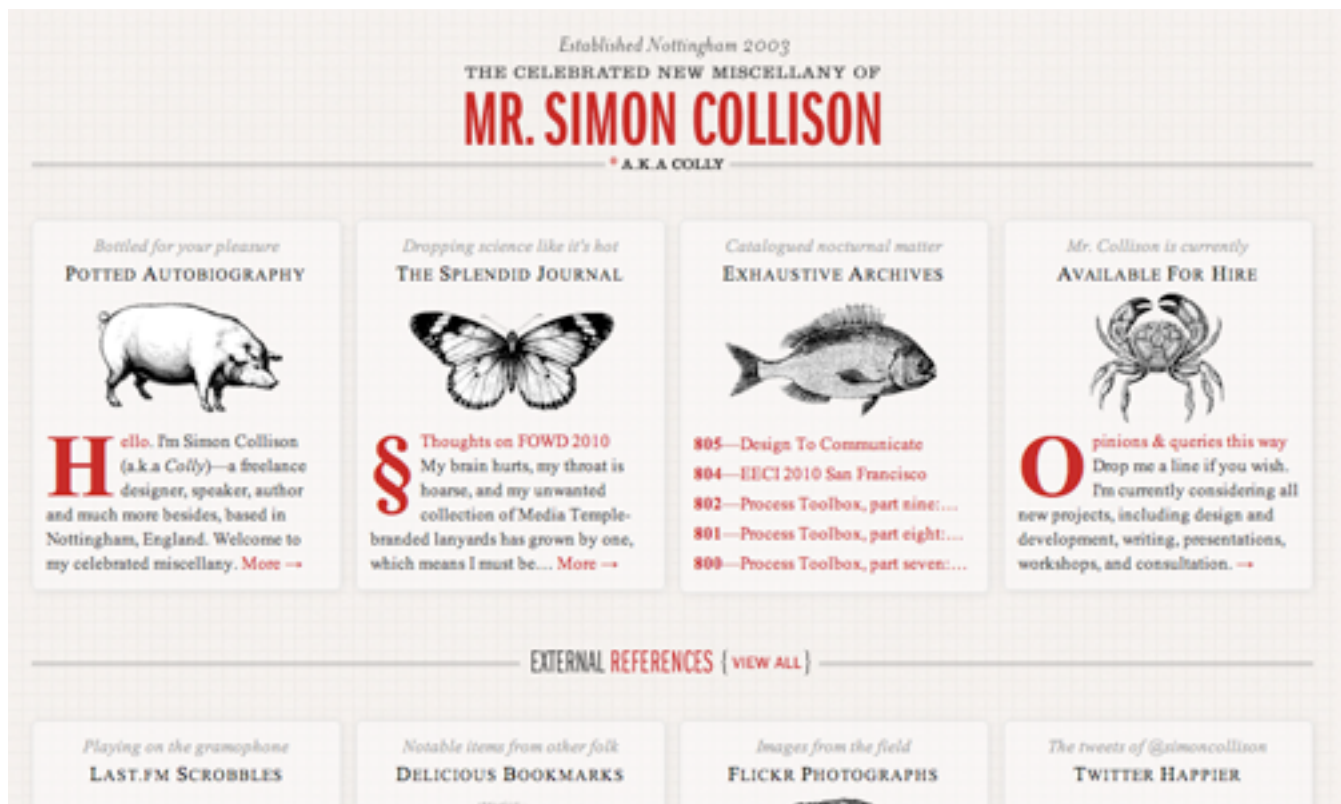 Established Nottingham 2003
THE CELEBRATED NEW MISCELLANY OF
MR. SIMON COLLISON
* A.K.A COLLY
Bottled for your pleasure
POTTED AUTOBIOGRAPHY
Hello. I'm Simon Collison
(a.k.a Colly)—a freelance
designer, speaker, author
and much more besides, based in
Nottingham, England. Welcome to
my celebrated miscellany. More →
Dropping science like it's hot
THE SPLENDID JOURNAL
§ Thoughts on FOWD 2010
My brain hurts, my throat is
hoarse, and my unwanted
collection of Media Temple-
branded lanyards has grown by one,
which means I must be… More →
Catalogued nocturnal matter
EXHAUSTIVE ARCHIVES
805—Design To Communicate
804—EECI 2010 San Francisco
802—Process Toolbox, part nine:…
801—Process Toolbox, part eight:…
800—Process Toolbox, part seven:…
Mr. Collison is currently
AVAILABLE FOR HIRE
Opinions & queries this way
Drop me a line if you wish.
I'm currently considering all
new projects, including design and
development, writing, presentations,
workshops, and consultation. →
EXTERNAL REFERENCES { VIEW ALL }
Playing on the gramophone
LAST.FM SCROBBLES
Notable items from other folk
DELICIOUS BOOKMARKS
Images from the field
FLICKR PHOTOGRAPHS
The tweets of @simoncollison
TWITTER HAPPIER